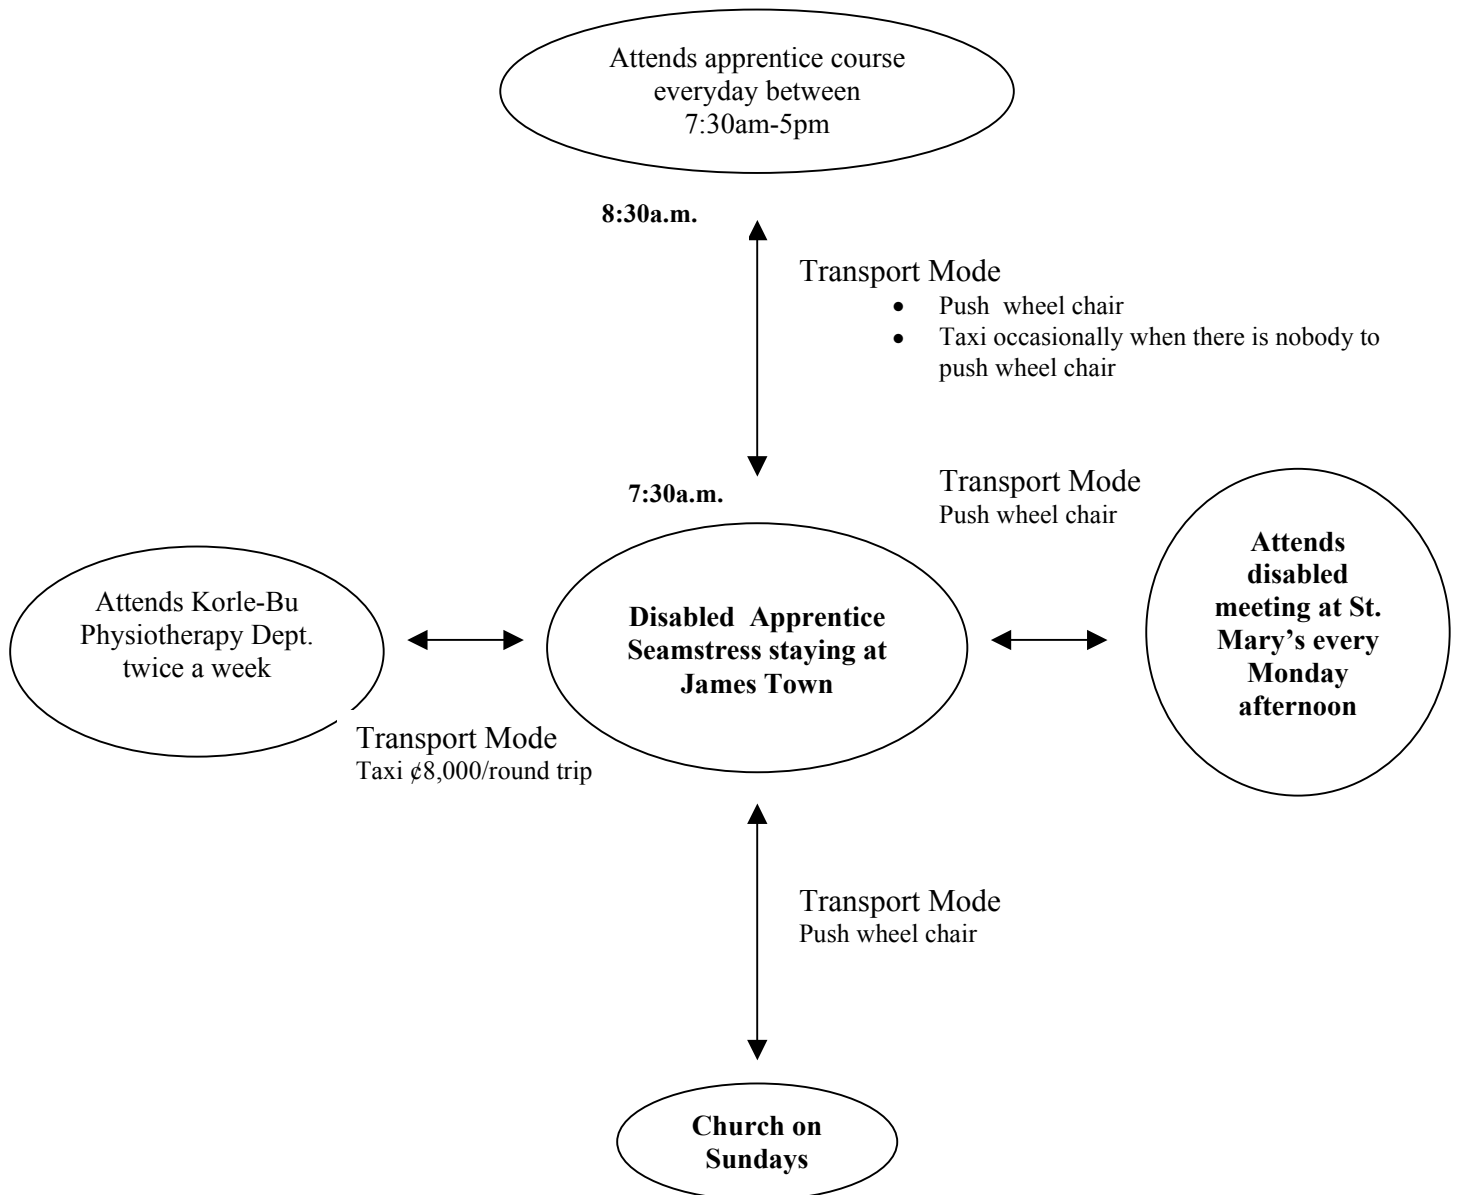 Attends apprentice course
everyday between
7:30am-5pm
8:30a.m.
Transport Mode
• Push wheel chair
• Taxi occasionally when there is nobody to
push wheel chair
7:30a.m.
Transport Mode
Push wheel chair
Attends
disabled
meeting at St.
Mary’s every
Monday
afternoon
Attends Korle-Bu
Physiotherapy Dept.
twice a week
Disabled Apprentice
Seamstress staying at
James Town
Transport Mode
Taxi ¢8,000/round trip
Transport Mode
Push wheel chair
Church on
Sundays